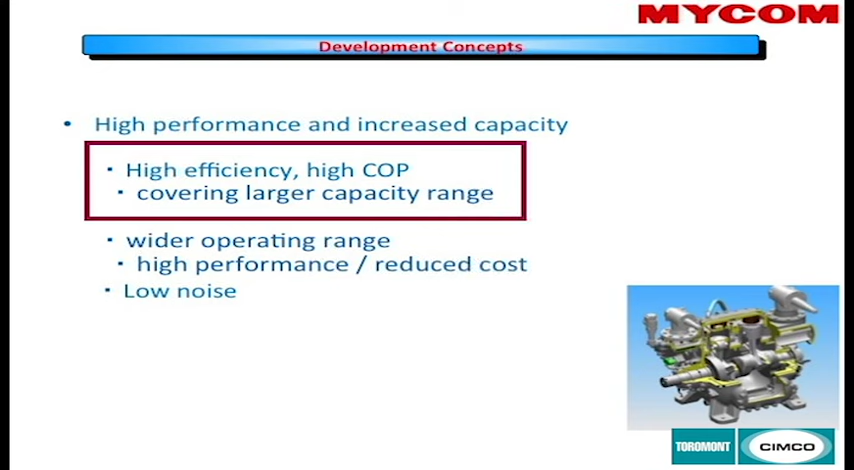 MYCOM
Development Concepts
• High performance and increased capacity
・High efficiency, high COP
・covering larger capacity range
・wider operating range
・high performance / reduced cost
・Low noise
TOROMONT CIMCO